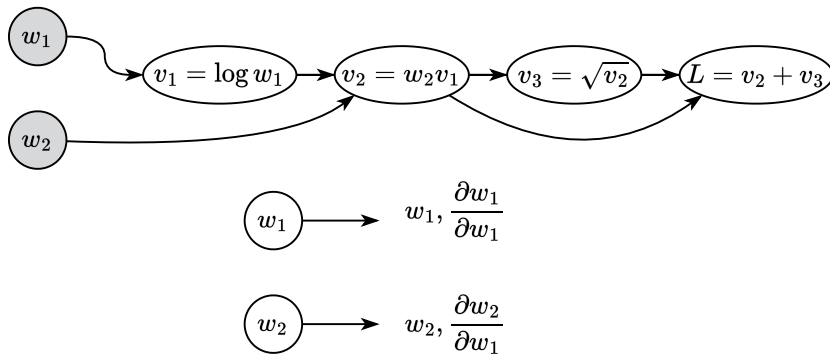 w₁
v₁ = log w₁
v₂ = w₂v₁
v₃ = √v₂
L = v₂ + v₃
w₂
w₁
w₁, ∂w₁/∂w₁
w₂
w₂, ∂w₂/∂w₁